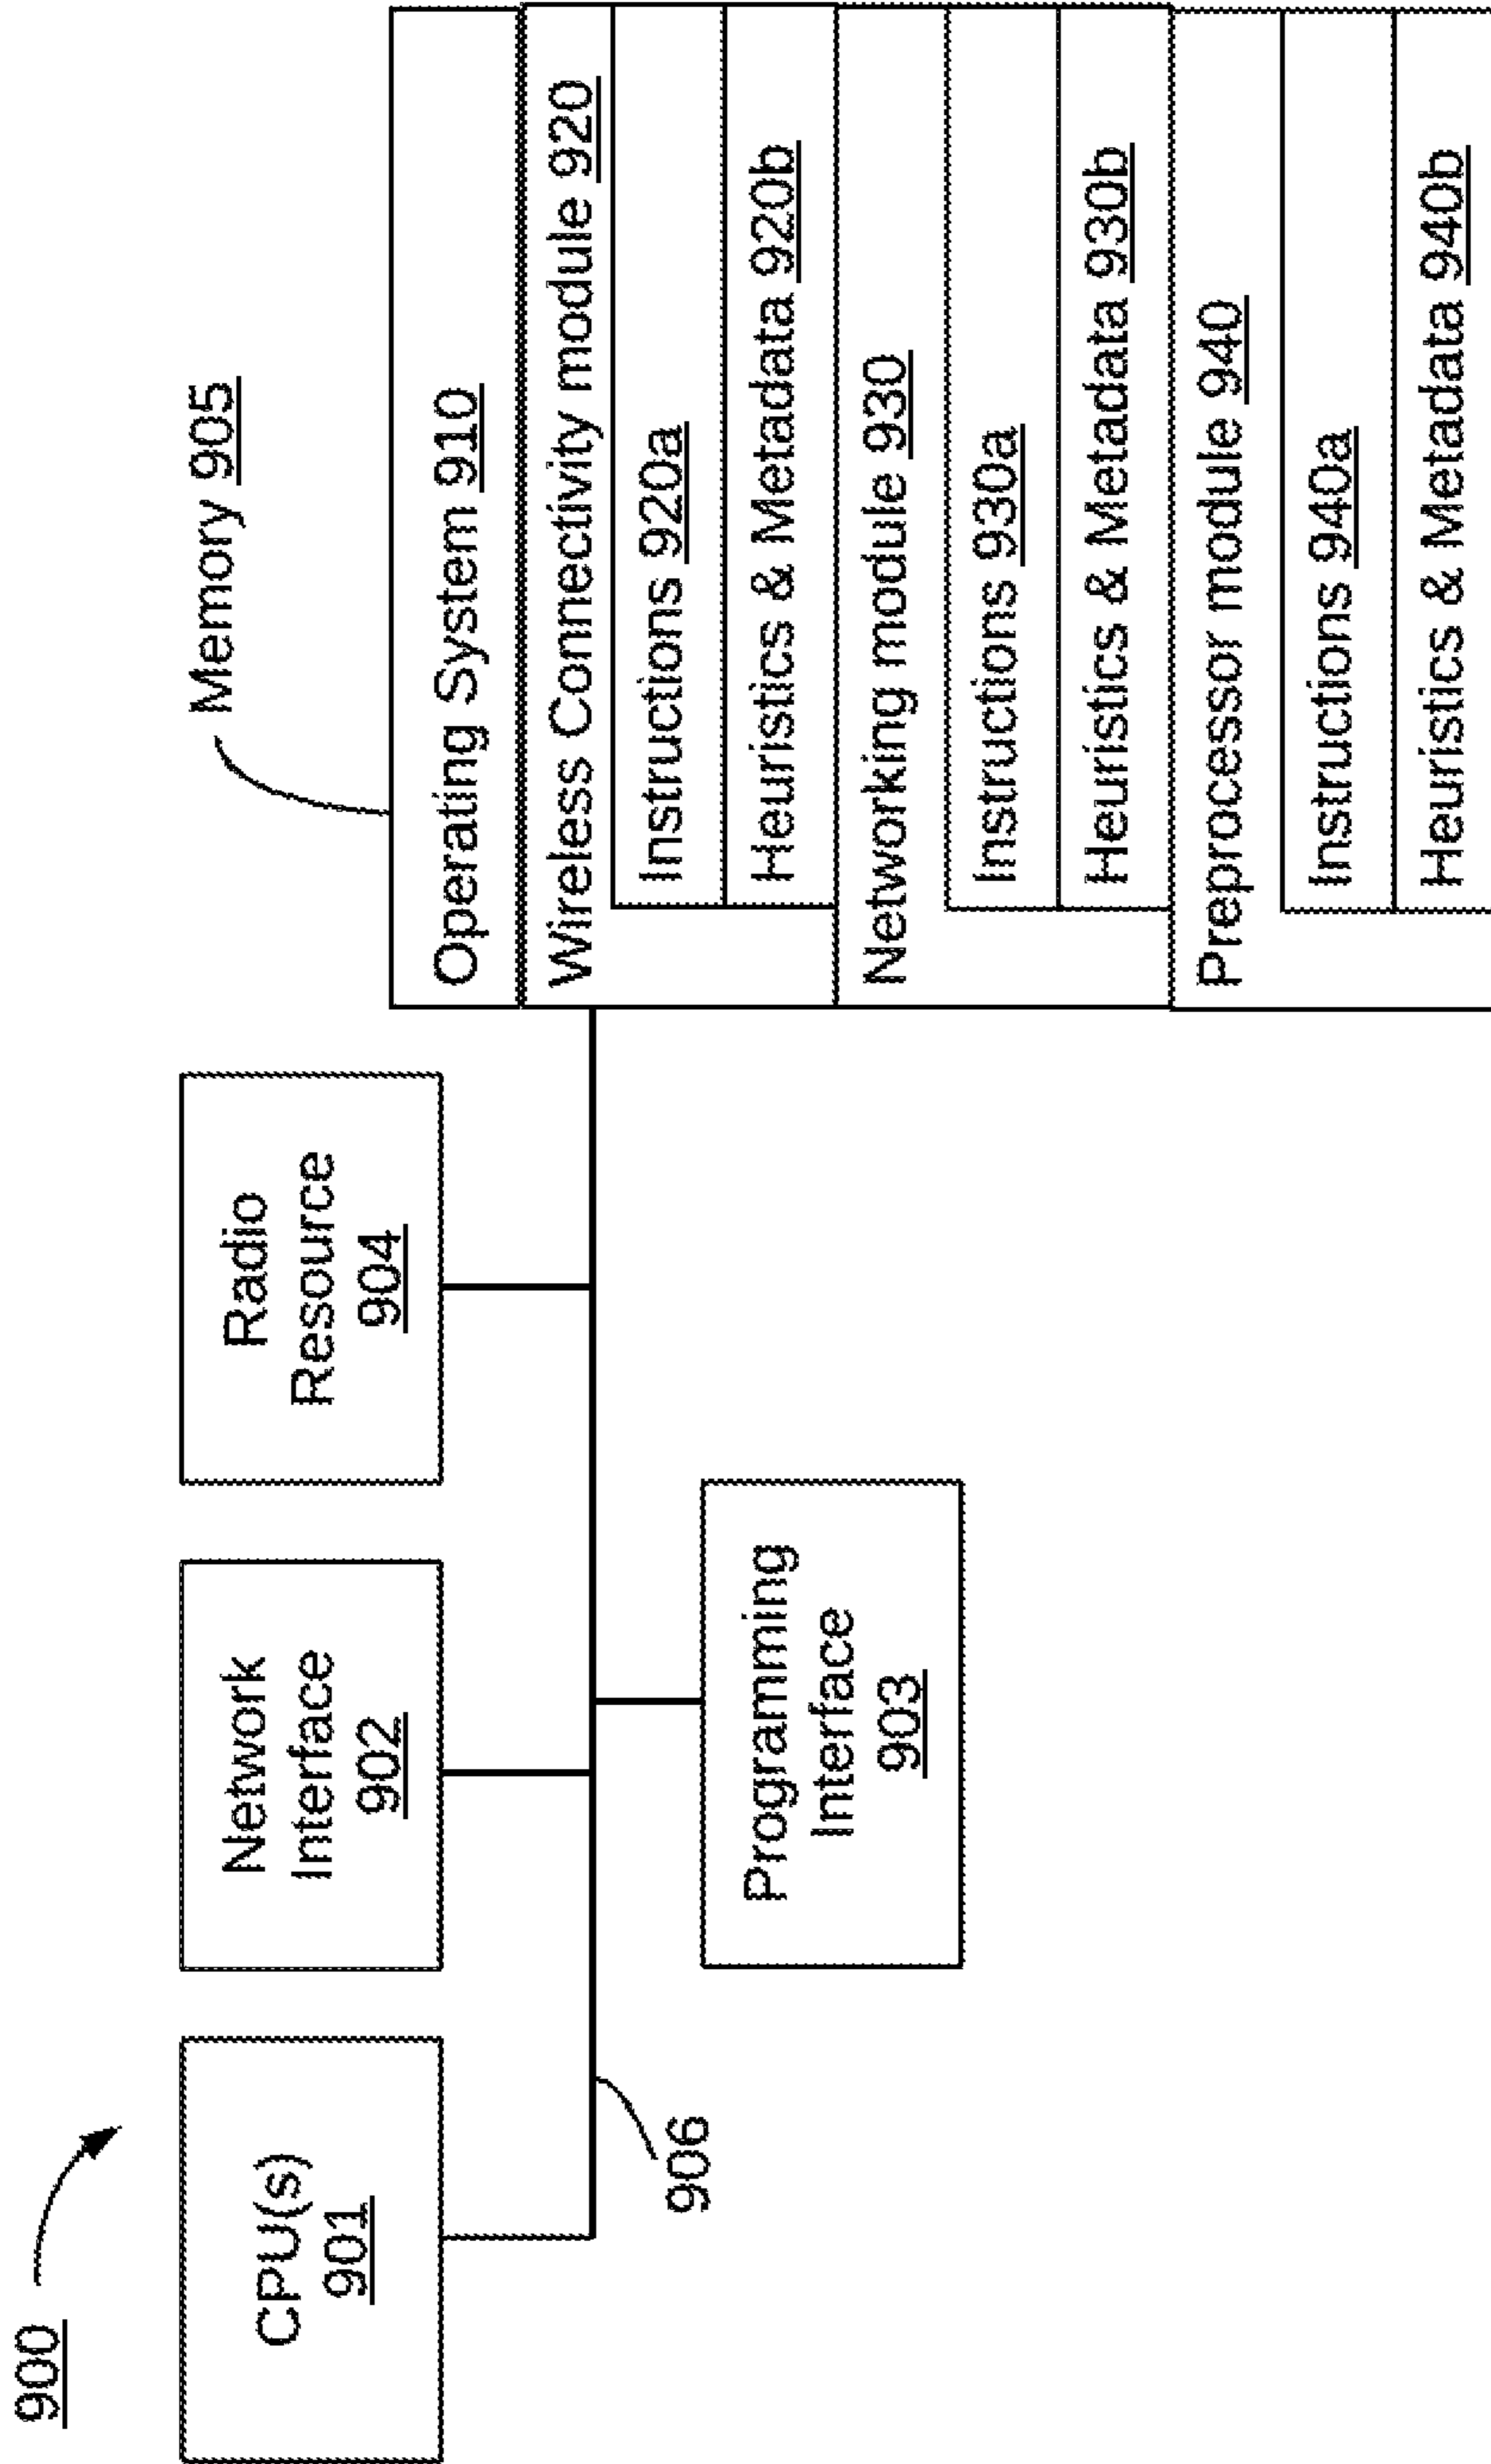 900
CPU(s)
901
Network
Interface
902
Radio
Resource
904
Memory 905
906
Programming
Interface
903
Operating System 910
Wireless Connectivity module 920
Instructions 920a
Heuristics & Metadata 920b
Networking module 930
Instructions 930a
Heuristics & Metadata 930b
Preprocessor module 940
Instructions 940a
Heuristics & Metadata 940b